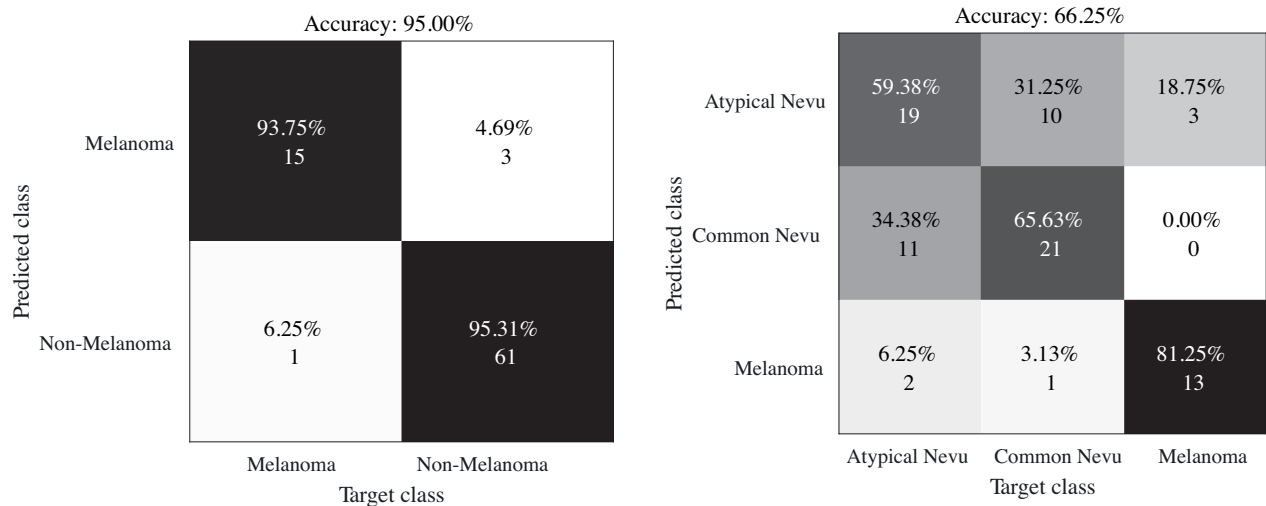 Accuracy: 95.00%
Predicted class
Melanoma
93.75%
15
4.69%
3
Non-Melanoma
6.25%
1
95.31%
61
Melanoma
Non-Melanoma
Target class
Accuracy: 66.25%
Predicted class
Atypical Nevu
59.38%
19
31.25%
10
18.75%
3
Common Nevu
34.38%
11
65.63%
21
0.00%
0
Melanoma
6.25%
2
3.13%
1
81.25%
13
Atypical Nevu
Common Nevu
Melanoma
Target class